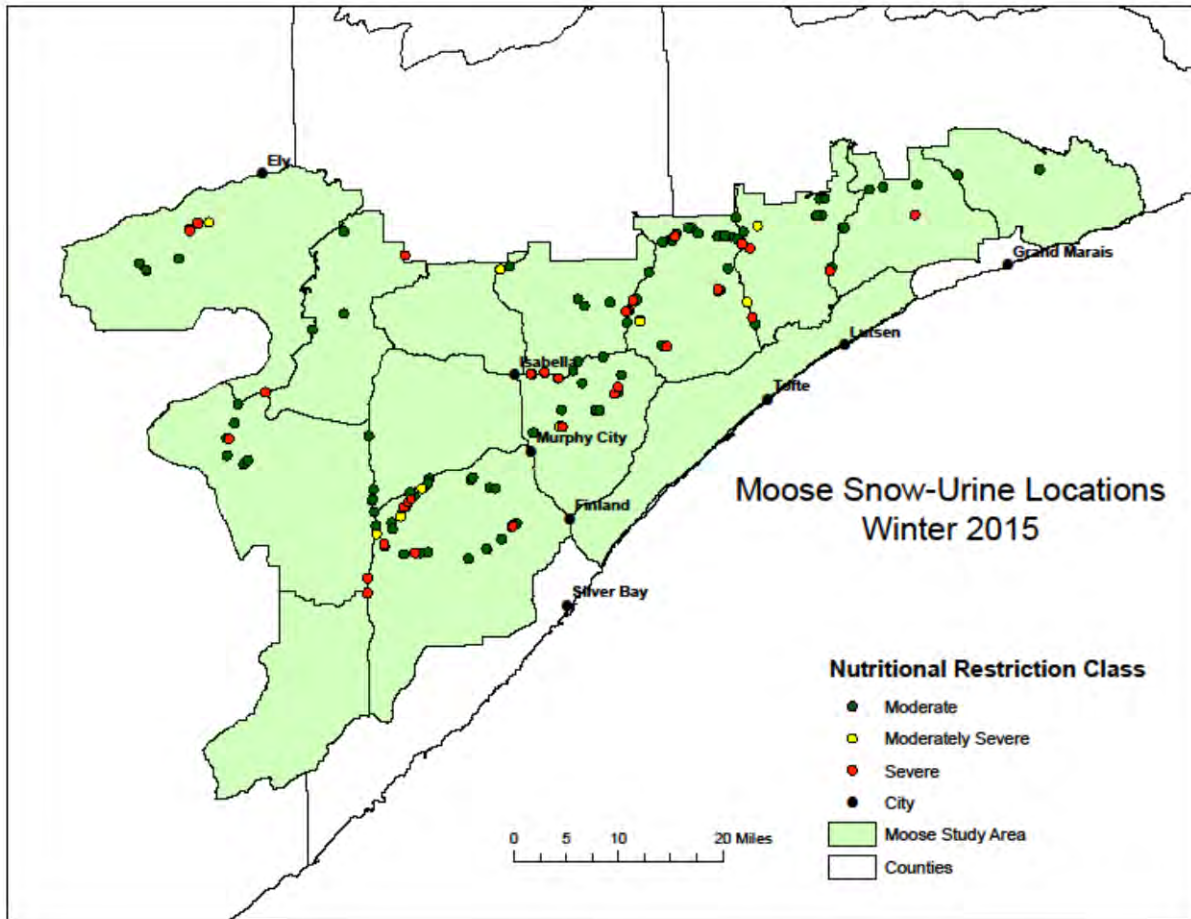 Ely
Grand Marais
Lutsen
Isabella
Tofte
Murphy City
Moose Snow-Urine Locations
Winter 2015
Finland
Silver Bay
Nutritional Restriction Class
Moderate
Moderately Severe
Severe
City
0 5 10 20 Miles
Moose Study Area
Counties